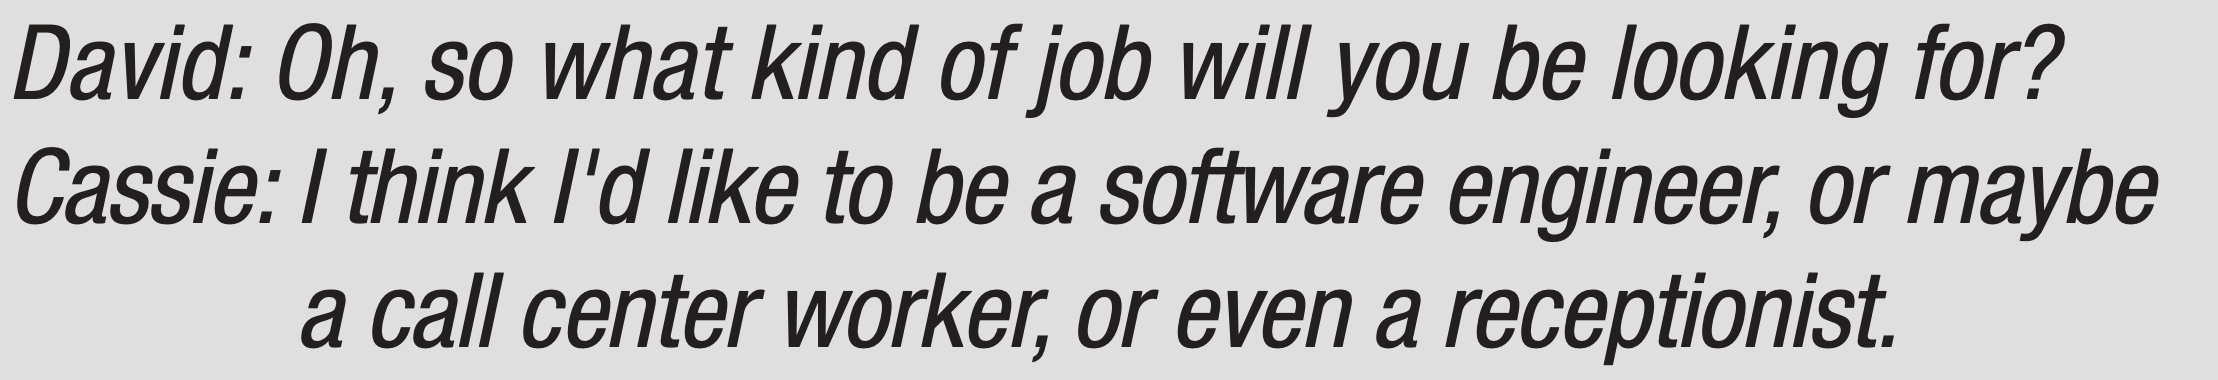 David: Oh, so what kind of job will you be looking for?
Cassie: I think I'd like to be a software engineer, or maybe
a call center worker, or even a receptionist.